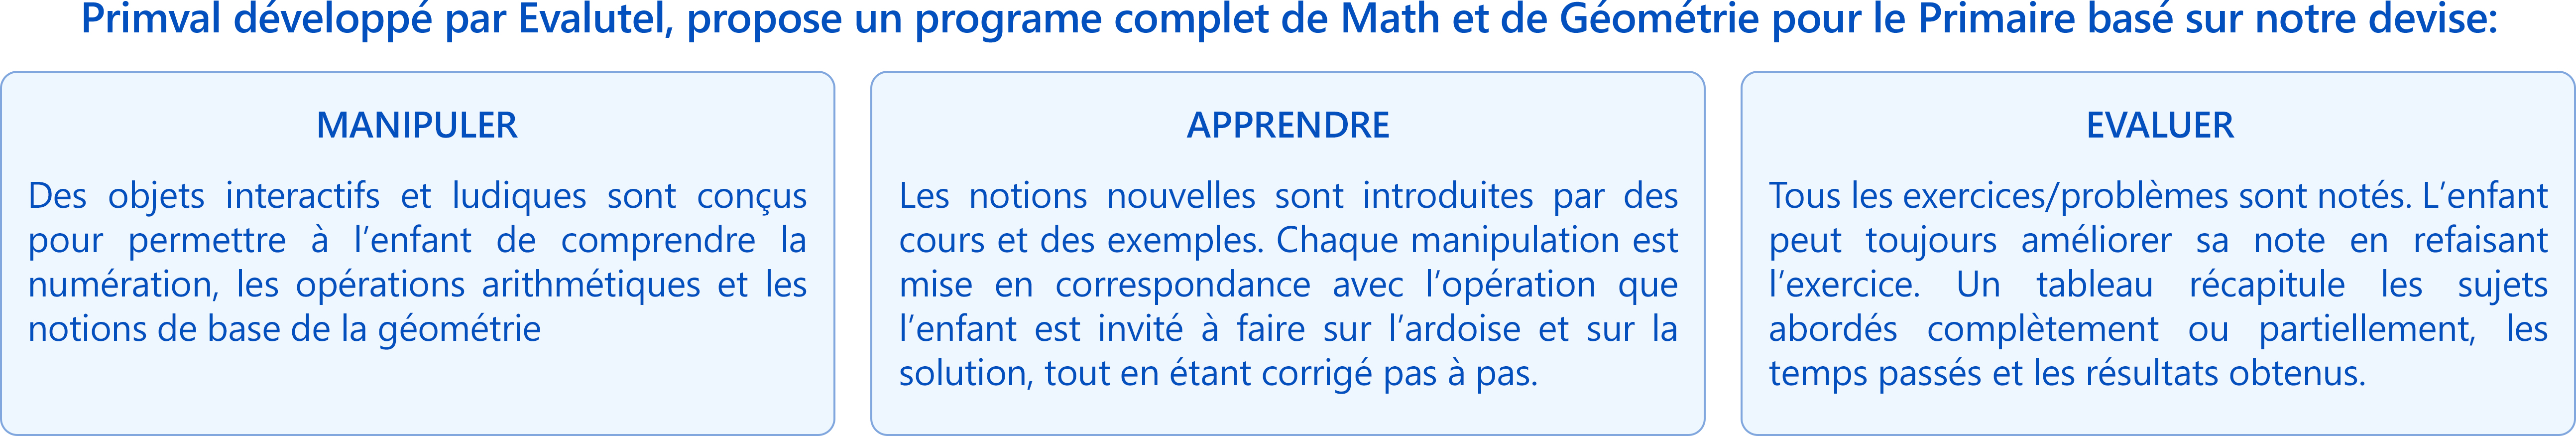 Primval développé par Evalutel, propose un programe complet de Math et de Géométrie pour le Primaire basé sur notre devise:
MANIPULER
Des objets interactifs et ludiques sont conçus
pour permettre à l'enfant de comprendre la
numération, les opérations arithmétiques et les
notions de base de la géométrie
APPRENDRE
Les notions nouvelles sont introduites par des
cours et des exemples. Chaque manipulation est
mise en correspondance avec l'opération que
l'enfant est invité à faire sur l'ardoise et sur la
solution, tout en étant corrigé pas à pas.
EVALUER
Tous les exercices/problèmes sont notés. L'enfant
peut toujours améliorer sa note en refaisant
l'exercice. Un tableau récapitule les sujets
abordés complètement ou partiellement, les
temps passés et les résultats obtenus.